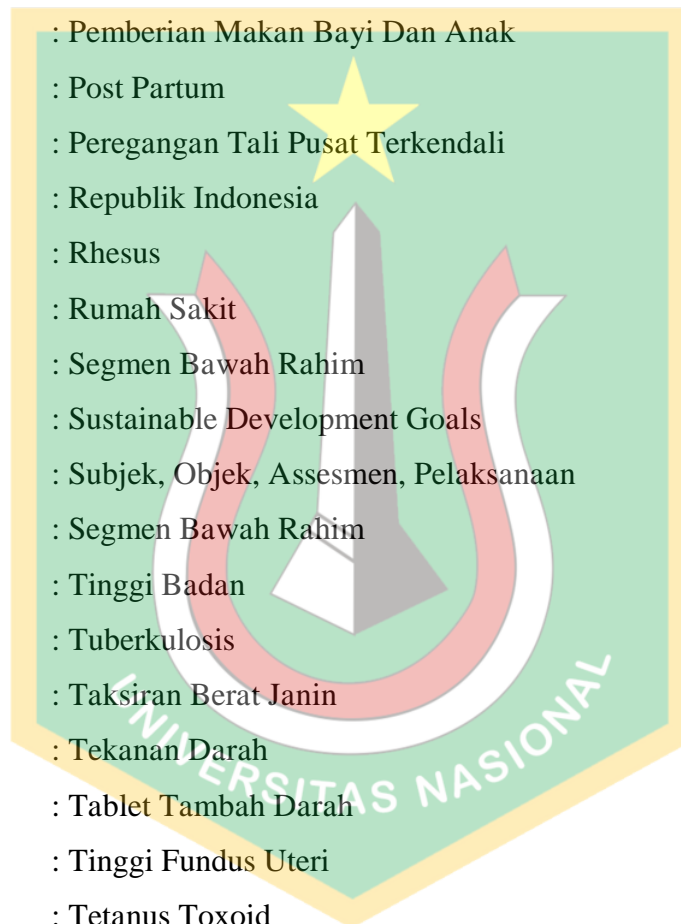 : Pemberian Makan Bayi Dan Anak
: Post Partum
: Peregangan Tali Pusat Terkendali
: Republik Indonesia
: Rhesus
: Rumah Sakit
: Segmen Bawah Rahim
: Sustainable Development Goals
: Subjek, Objek, Assesmen, Pelaksanaan
: Segmen Bawah Rahim
: Tinggi Badan
: Tuberkulosis
: Taksiran Berat Janin
: Tekanan Darah
: Tablet Tambah Darah
: Tinggi Fundus Uteri
: Tetanus Toxoid
UNIVERSITAS NASIONAL